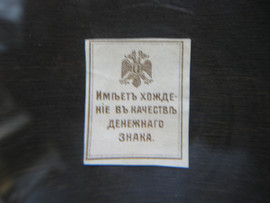 Имѣетъ хожде-
ніе въ качествѣ
денежнаго
знака.